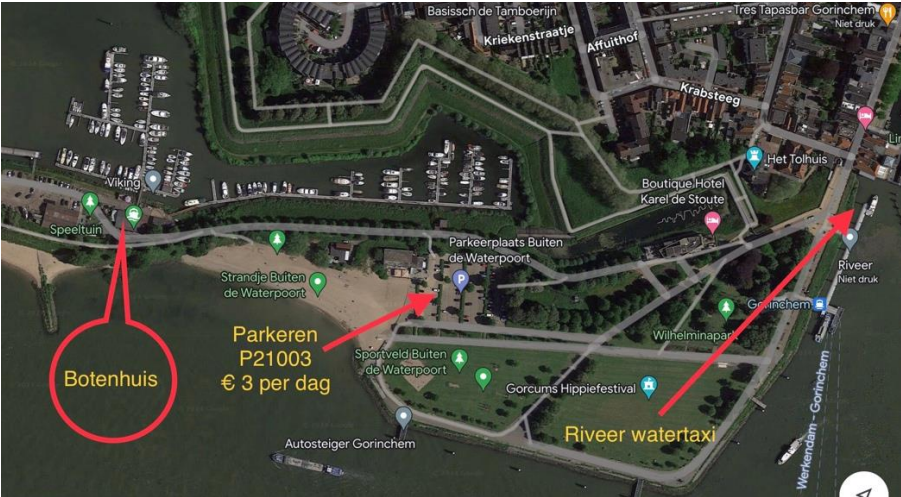 Basissch de Tamboerijn
Tres Tapasbar Gorinchem
Niet druk
Kriekenstraatje
Affuithof
Krabsteeg
Viking
Het Tolhuis
Boutique Hotel
Karel de Stoute
Speeltuin
Parkeerplaats Buiten
de Waterpoort
P
Riveer
Niet druk
Strandje Buiten
de Waterpoort
Gorinchem
Parkeren
P21003
€ 3 per dag
Wilhelminapark
Botenhuis
Sportveld Buiten
de Waterpoort
Gorcums Hippiefestival
Riveer watertaxi
Autosteiger Gorinchem
Werkendam - Gorinchem